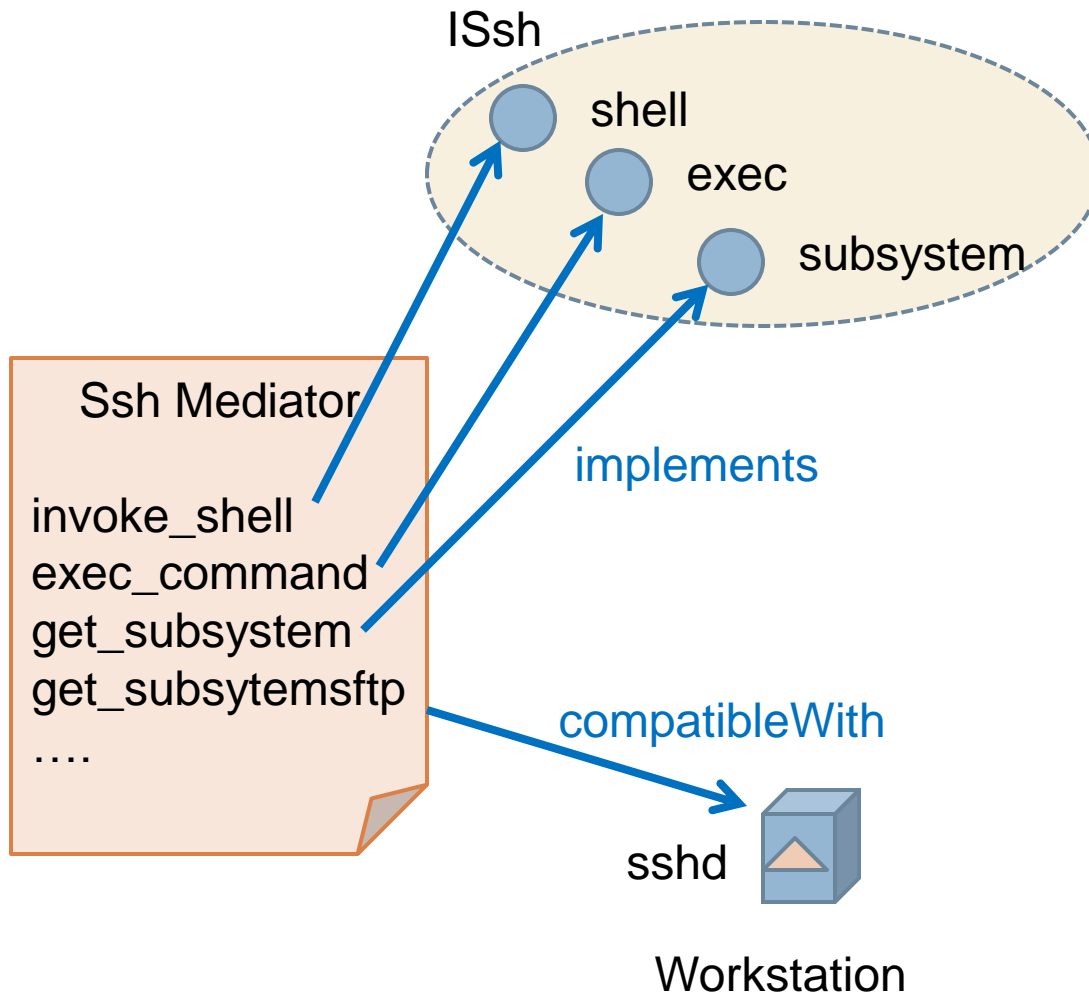 ISsh
shell
exec
subsystem
Ssh Mediator
implements
invoke_shell
exec_command
get_subsystem
get_subsytemsftp
….
compatibleWith
sshd
Workstation